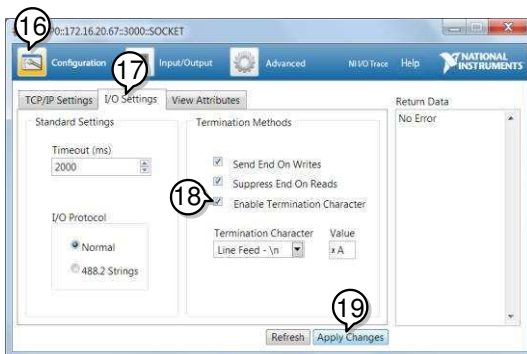 16
P0::172.16.20.67::3000::SOCKET
Configuration
Input/Output
Advanced
NI I/O Trace
Help
NATIONAL INSTRUMENTS
17
TCP/IP Settings
I/O Settings
View Attributes
Return Data
No Error
Standard Settings
Timeout (ms)
2000
I/O Protocol
Normal
488.2 Strings
Termination Methods
Send End On Writes
Suppress End On Reads
18
Enable Termination Character
Termination Character
Value
Line Feed - \n
x A
19
Refresh
Apply Changes